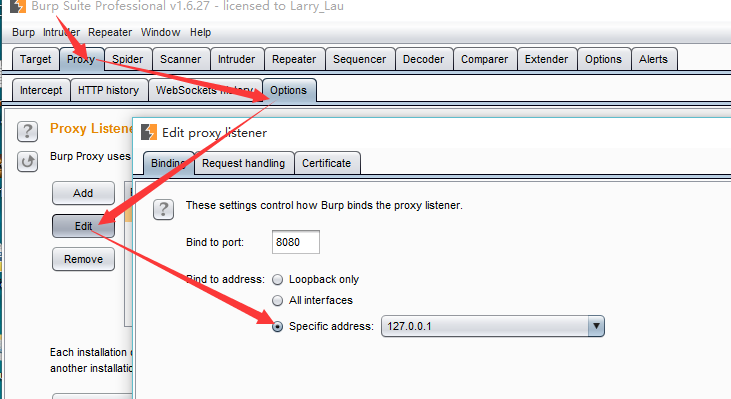 Burp Suite Professional v1.6.27 - licensed to Larry_Lau
Burp Intruder Repeater Window Help
Target Proxy Spider Scanner Intruder Repeater Sequencer Decoder Comparer Extender Options Alerts
Intercept HTTP history WebSockets history Options
? Proxy Listene
Edit proxy listener
Burp Proxy uses
Binding Request handling Certificate
Add
? These settings control how Burp binds the proxy listener.
Edit
Bind to port: 8080
Remove
Bind to address: Loopback only
All interfaces
Specific address: 127.0.0.1
Each installation
another installatio